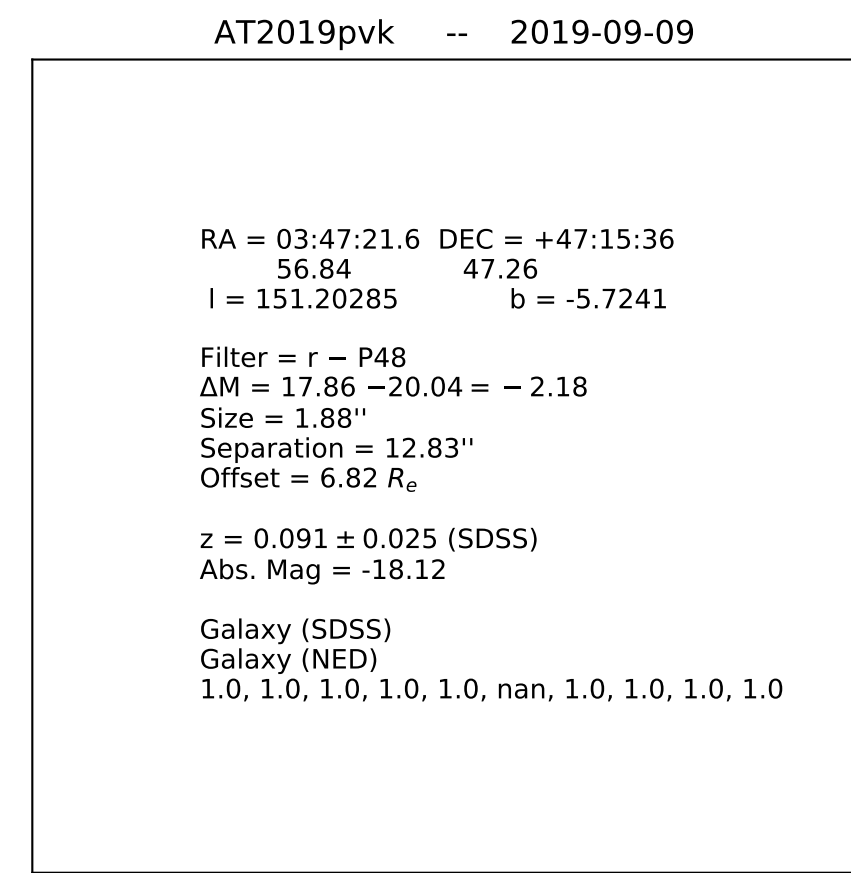 AT2019pvk -- 2019-09-09
RA = 03:47:21.6 DEC = +47:15:36
56.84 47.26
l = 151.20285 b = -5.7241
Filter = r − P48
ΔM = 17.86 −20.04 = − 2.18
Size = 1.88''
Separation = 12.83''
Offset = 6.82 Rₑ
z = 0.091 ± 0.025 (SDSS)
Abs. Mag = -18.12
Galaxy (SDSS)
Galaxy (NED)
1.0, 1.0, 1.0, 1.0, 1.0, nan, 1.0, 1.0, 1.0, 1.0